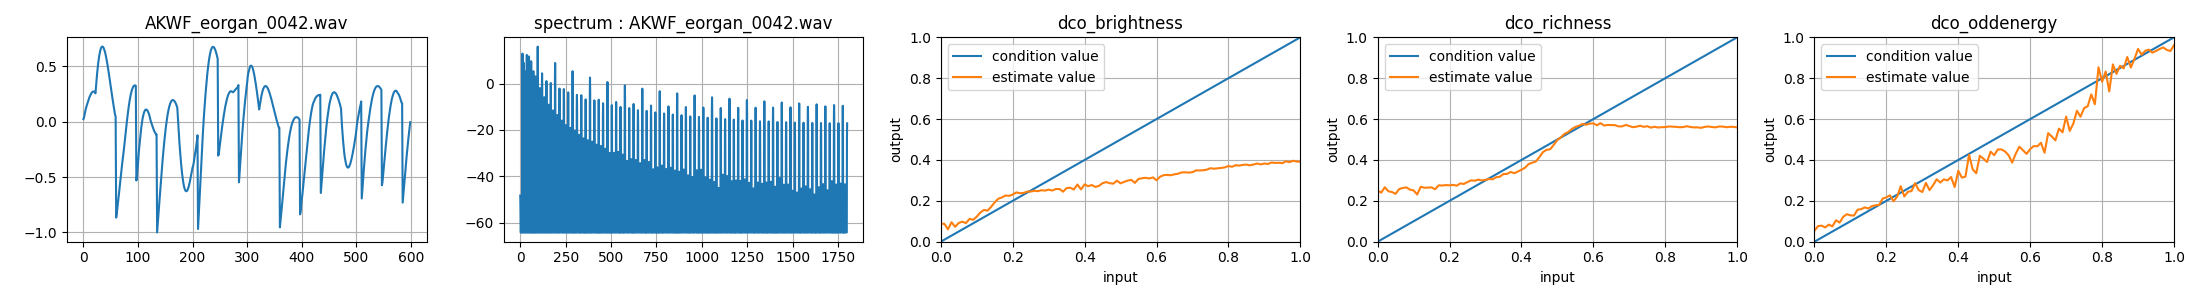 AKWF_eorgan_0042.wav
0.5
0.0
−0.5
−1.0
0 100 200 300 400 500 600
spectrum : AKWF_eorgan_0042.wav
0
−20
−40
−60
0 250 500 750 1000 1250 1500 1750
dco_brightness
condition value
estimate value
output
1.0
0.8
0.6
0.4
0.2
0.0
0.0 0.2 0.4 0.6 0.8 1.0
input
dco_richness
condition value
estimate value
output
1.0
0.8
0.6
0.4
0.2
0.0
0.0 0.2 0.4 0.6 0.8 1.0
input
dco_oddenergy
condition value
estimate value
output
1.0
0.8
0.6
0.4
0.2
0.0
0.0 0.2 0.4 0.6 0.8 1.0
input